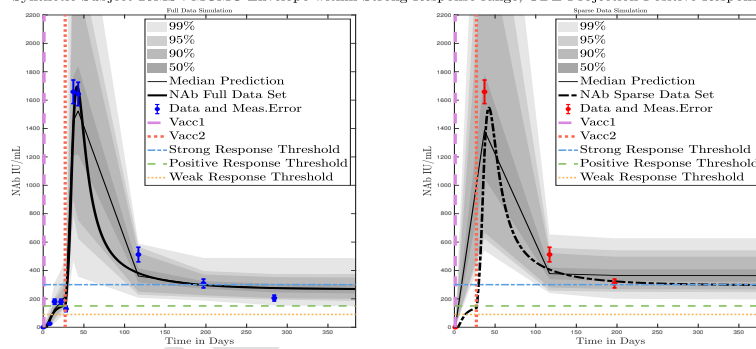 Full Data Simulation
Sparse Data Simulation
2200
2000
1800
1600
1400
1200
1000
800
600
400
200
0
NAb IU/mL
99%
95%
90%
50%
Median Prediction
NAb Full Data Set
Data and Meas.Error
Vacc1
Vacc2
Strong Response Threshold
Positive Response Threshold
Weak Response Threshold
0
50
100
150
200
250
300
350
Time in Days
2200
2000
1800
1600
1400
1200
1000
800
600
400
200
0
NAb IU/mL
99%
95%
90%
50%
Median Prediction
NAb Sparse Data Set
Data and Meas.Error
Vacc1
Vacc2
Strong Response Threshold
Positive Response Threshold
Weak Response Threshold
0
50
100
150
200
250
300
350
Time in Days